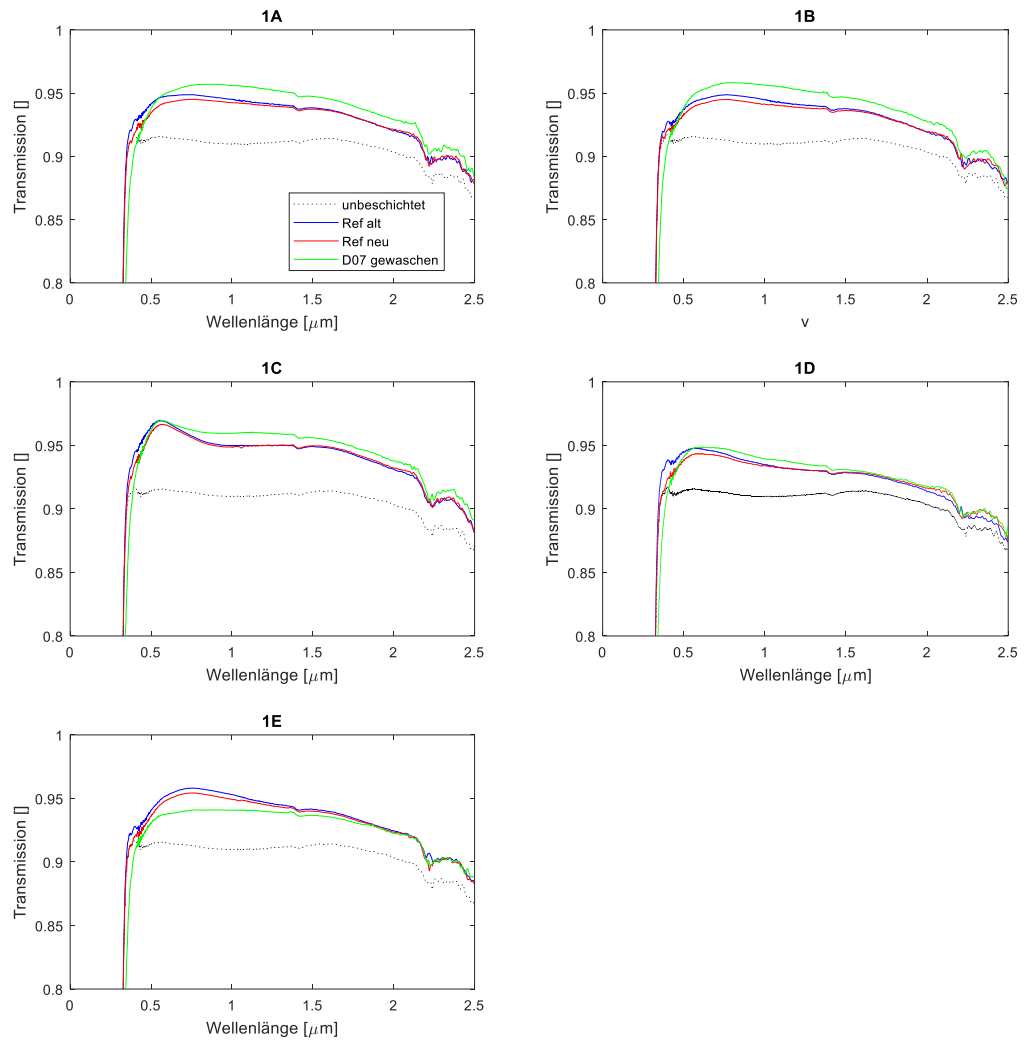 1A
1
0.95
0.9
0.85
0.8
Transmission []
unbeschichtet
Ref alt
Ref neu
D07 gewaschen
0 0.5 1 1.5 2 2.5
Wellenlänge [μm]
1B
1
0.95
0.9
0.85
0.8
Transmission []
0 0.5 1 1.5 2 2.5
v
1C
1
0.95
0.9
0.85
0.8
Transmission []
0 0.5 1 1.5 2 2.5
Wellenlänge [μm]
1D
1
0.95
0.9
0.85
0.8
Transmission []
0 0.5 1 1.5 2 2.5
Wellenlänge [μm]
1E
1
0.95
0.9
0.85
0.8
Transmission []
0 0.5 1 1.5 2 2.5
Wellenlänge [μm]